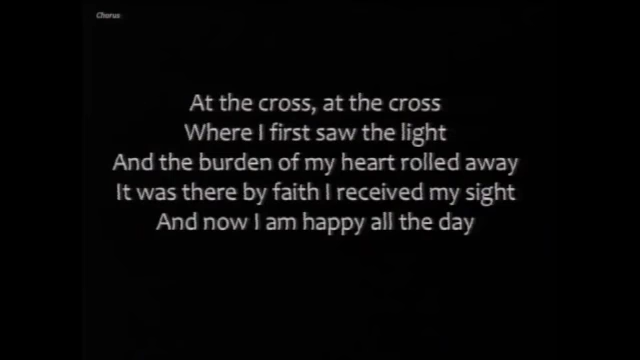 Chorus
At the cross, at the cross
Where I first saw the light
And the burden of my heart rolled away
It was there by faith I received my sight
And now I am happy all the day